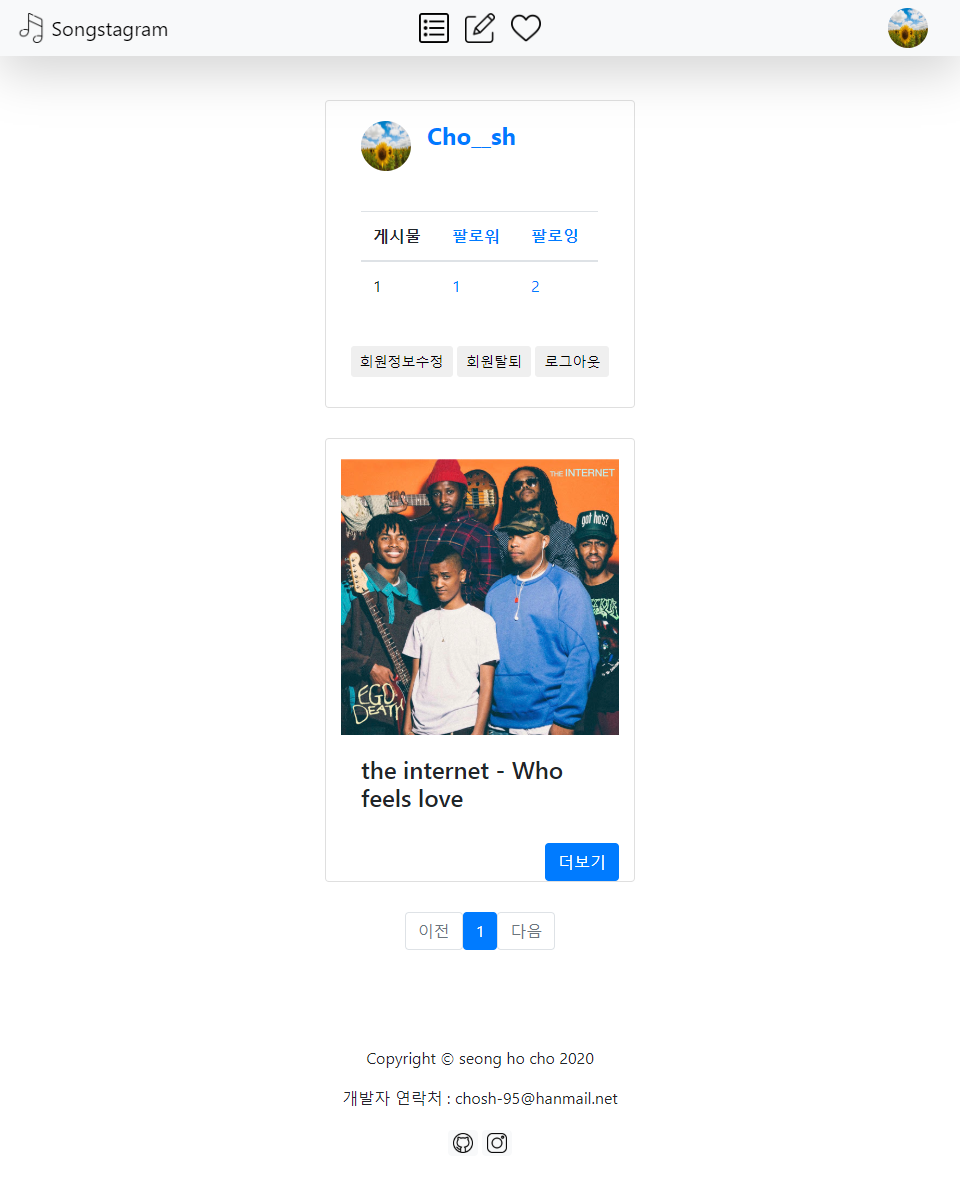 Songstagram
Cho__sh
게시물 팔로워 팔로잉
1 1 2
회원정보수정 회원탈퇴 로그아웃
THE INTERNET
got ho's?
EGO
DEATH
the internet - Who
feels love
더보기
이전 1 다음
Copyright © seong ho cho 2020
개발자 연락처 : chosh-95@hanmail.net